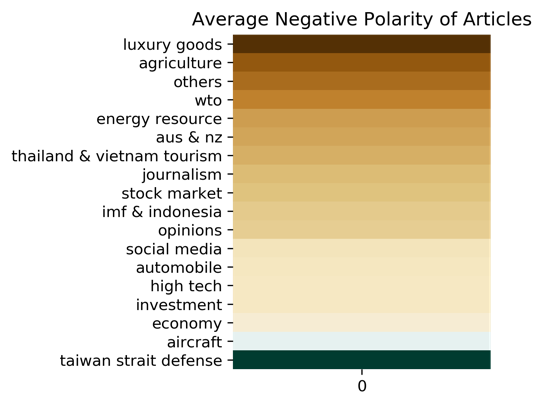 Average Negative Polarity of Articles
luxury goods
agriculture
others
wto
energy resource
aus & nz
thailand & vietnam tourism
journalism
stock market
imf & indonesia
opinions
social media
automobile
high tech
investment
economy
aircraft
taiwan strait defense
0